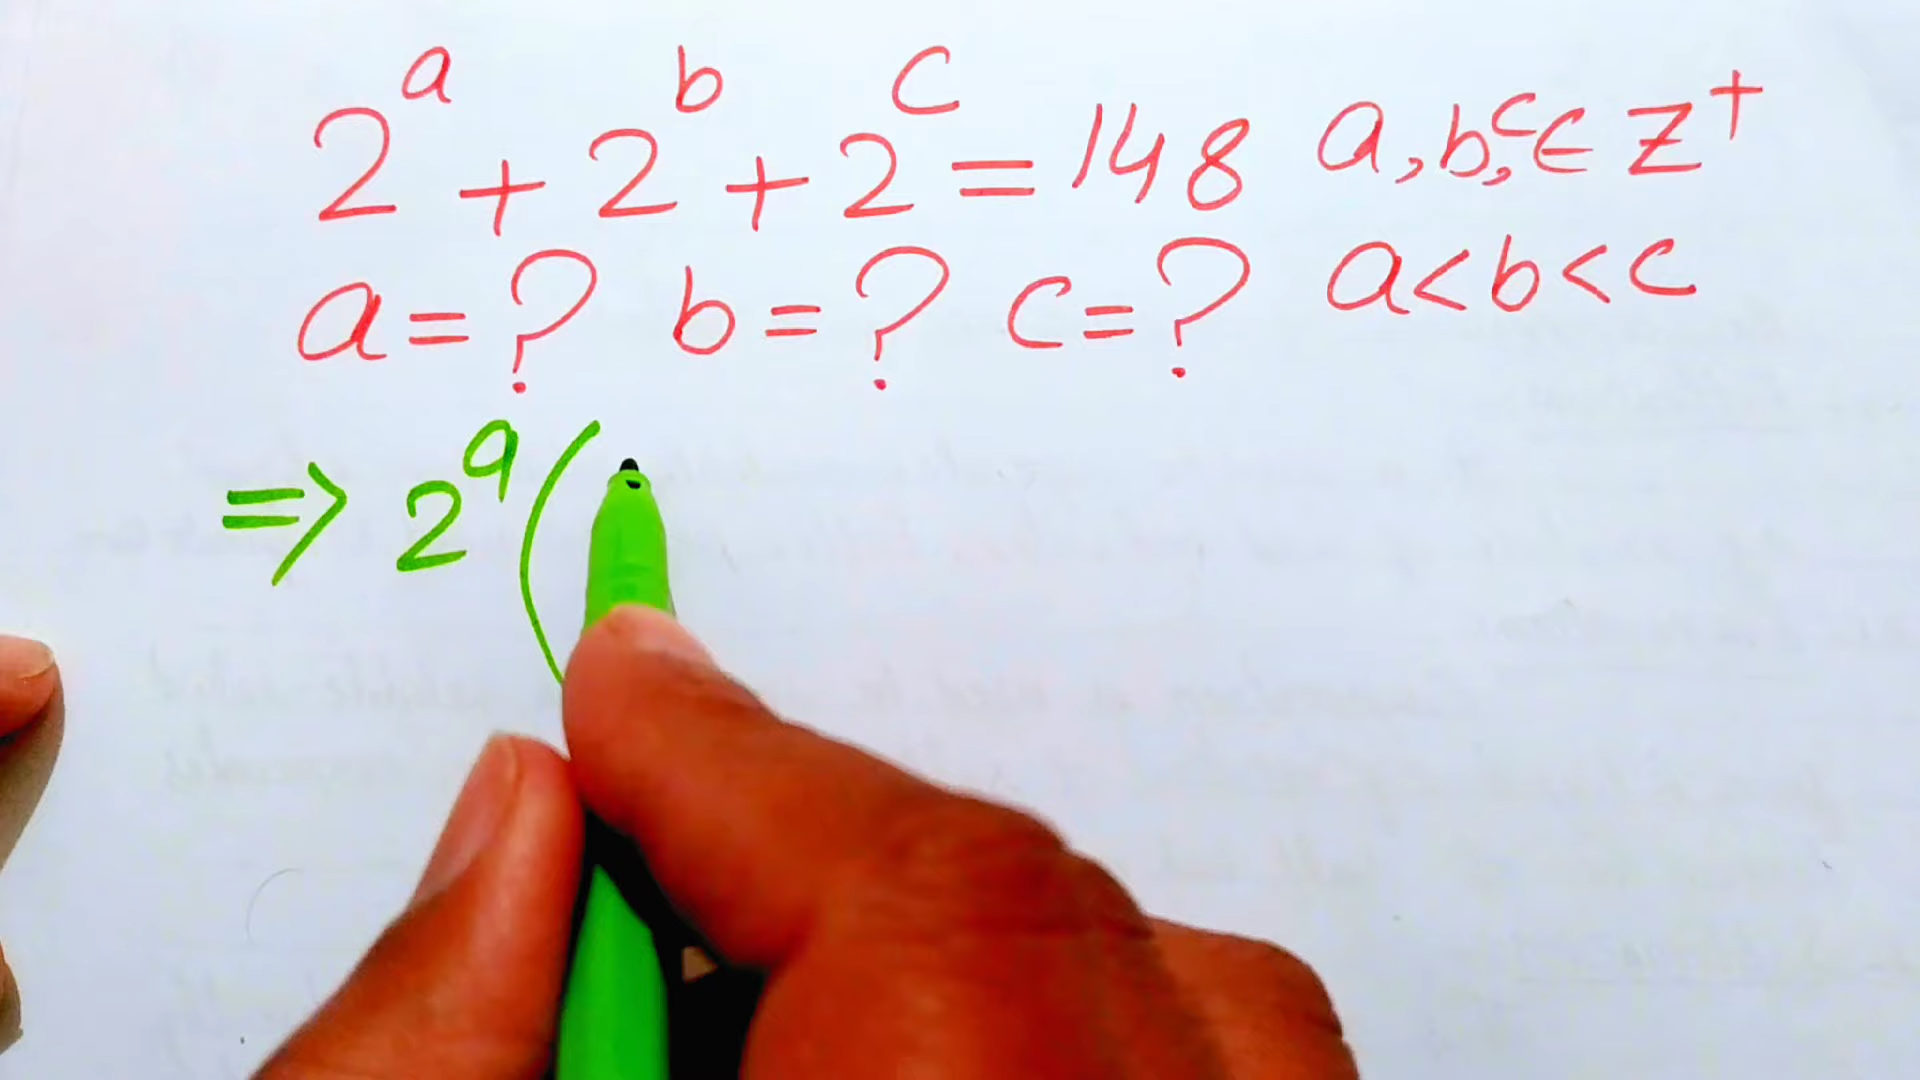 2^a + 2^b + 2^c = 148 a, b, c ∈ Z^+
a = ? b = ? c = ? a < b < c
⇒ 2^a (